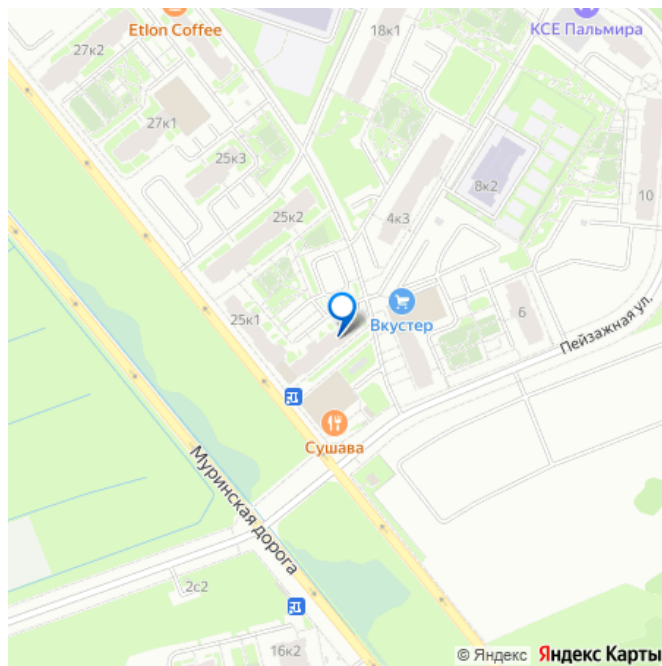 Etlon Coffee
18к1
КСЕ Пальмира
27к2
27к1
25к3
8к2
10
25к2
4к3
25к1
Вкустер
6
Пейзажная ул.
Сушава
Муринская дорога
2с2
16к2
© Яндекс Яндекс Карты